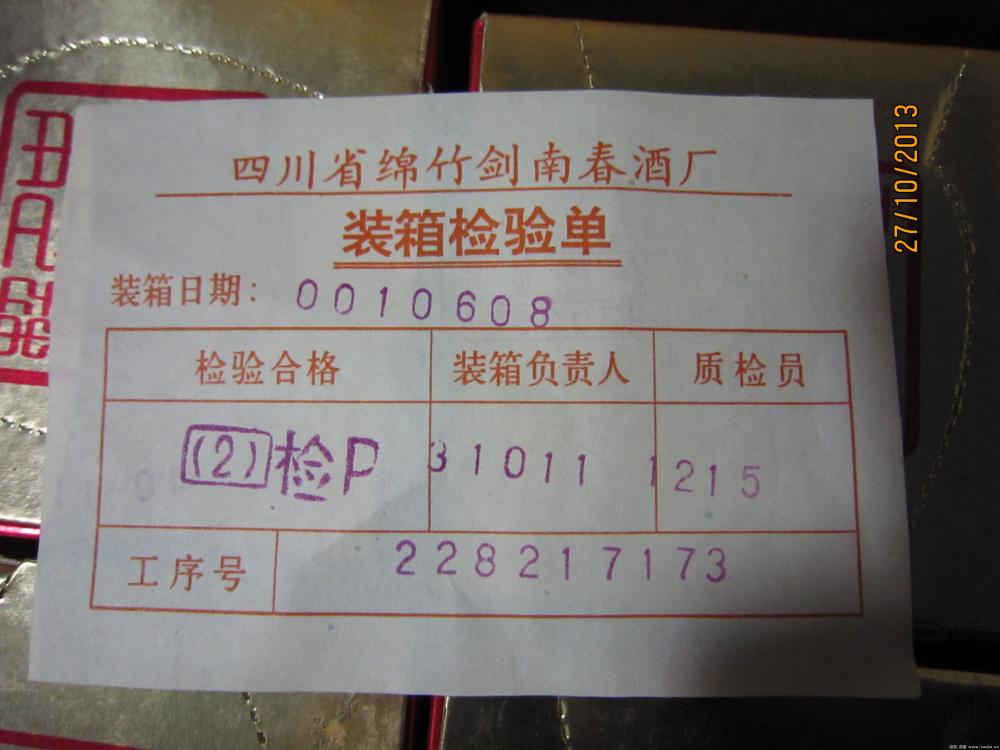 四川省绵竹剑南春酒厂
装箱检验单
装箱日期: 0010608
检验合格 装箱负责人 质检员
(2)检P 31011 1215
工序号 228217173
27/10/2013